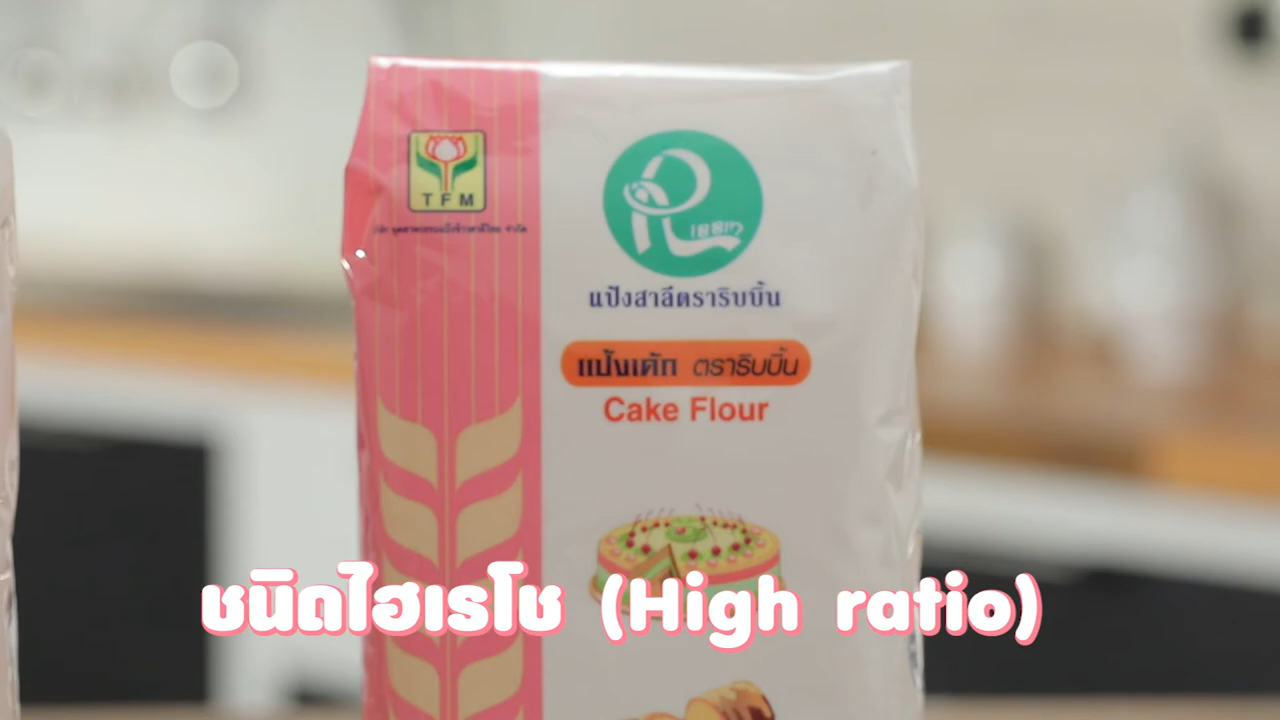 TFM
Ribbin
แป้งสาลีตราริบบิ้น
แป้งเค้ก ตราริบบิ้น
Cake Flour
ชนิดไฮเรโช (High ratio)